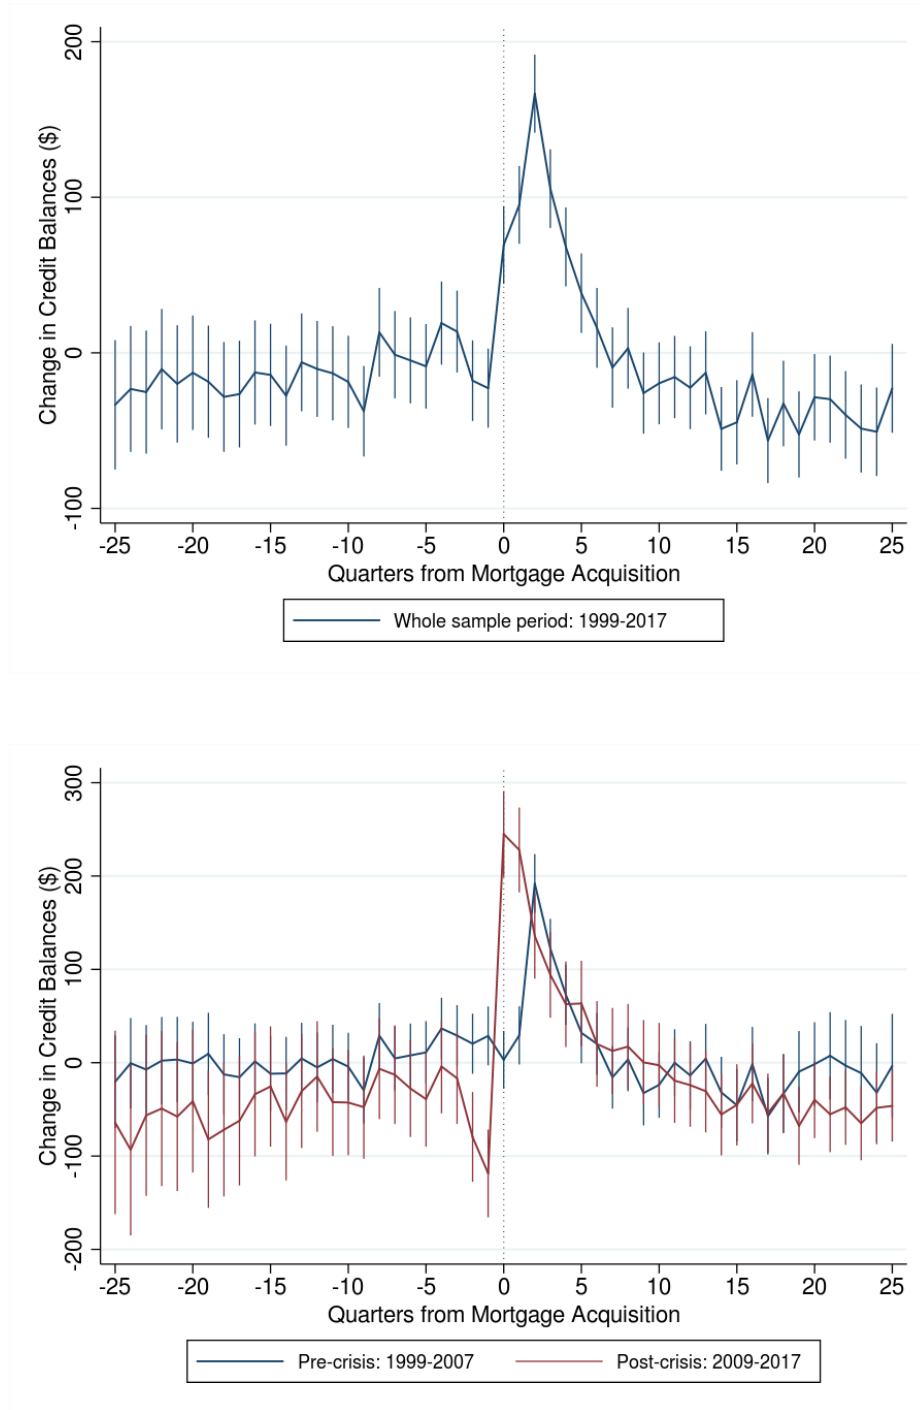 200
100
0
-100
Change in Credit Balances ($)
-25 -20 -15 -10 -5 0 5 10 15 20 25
Quarters from Mortgage Acquisition
Whole sample period: 1999-2017
300
200
100
0
-100
-200
Change in Credit Balances ($)
-25 -20 -15 -10 -5 0 5 10 15 20 25
Quarters from Mortgage Acquisition
Pre-crisis: 1999-2007 Post-crisis: 2009-2017